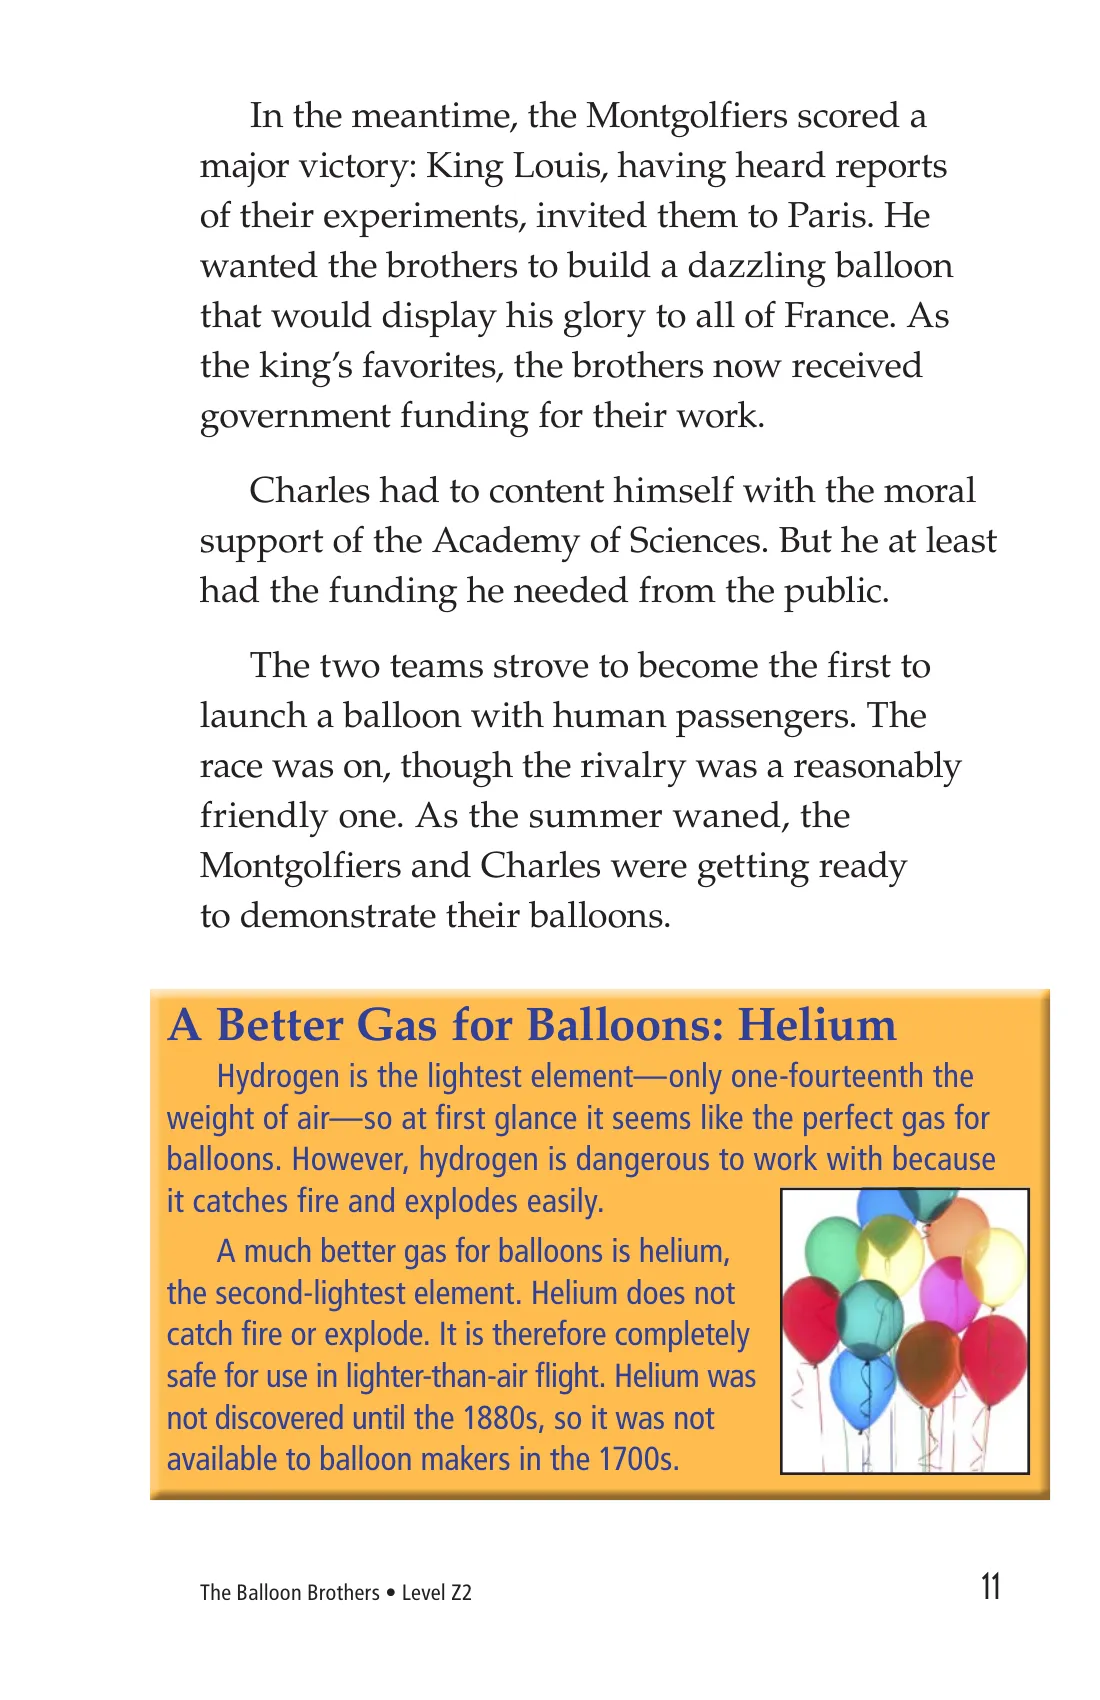 In the meantime, the Montgolfiers scored a
major victory: King Louis, having heard reports
of their experiments, invited them to Paris. He
wanted the brothers to build a dazzling balloon
that would display his glory to all of France. As
the king’s favorites, the brothers now received
government funding for their work.
Charles had to content himself with the moral
support of the Academy of Sciences. But he at least
had the funding he needed from the public.
The two teams strove to become the first to
launch a balloon with human passengers. The
race was on, though the rivalry was a reasonably
friendly one. As the summer waned, the
Montgolfiers and Charles were getting ready
to demonstrate their balloons.
A Better Gas for Balloons: Helium
Hydrogen is the lightest element—only one-fourteenth the
weight of air—so at first glance it seems like the perfect gas for
balloons. However, hydrogen is dangerous to work with because
it catches fire and explodes easily.
A much better gas for balloons is helium,
the second-lightest element. Helium does not
catch fire or explode. It is therefore completely
safe for use in lighter-than-air flight. Helium was
not discovered until the 1880s, so it was not
available to balloon makers in the 1700s.
The Balloon Brothers • Level Z2
11